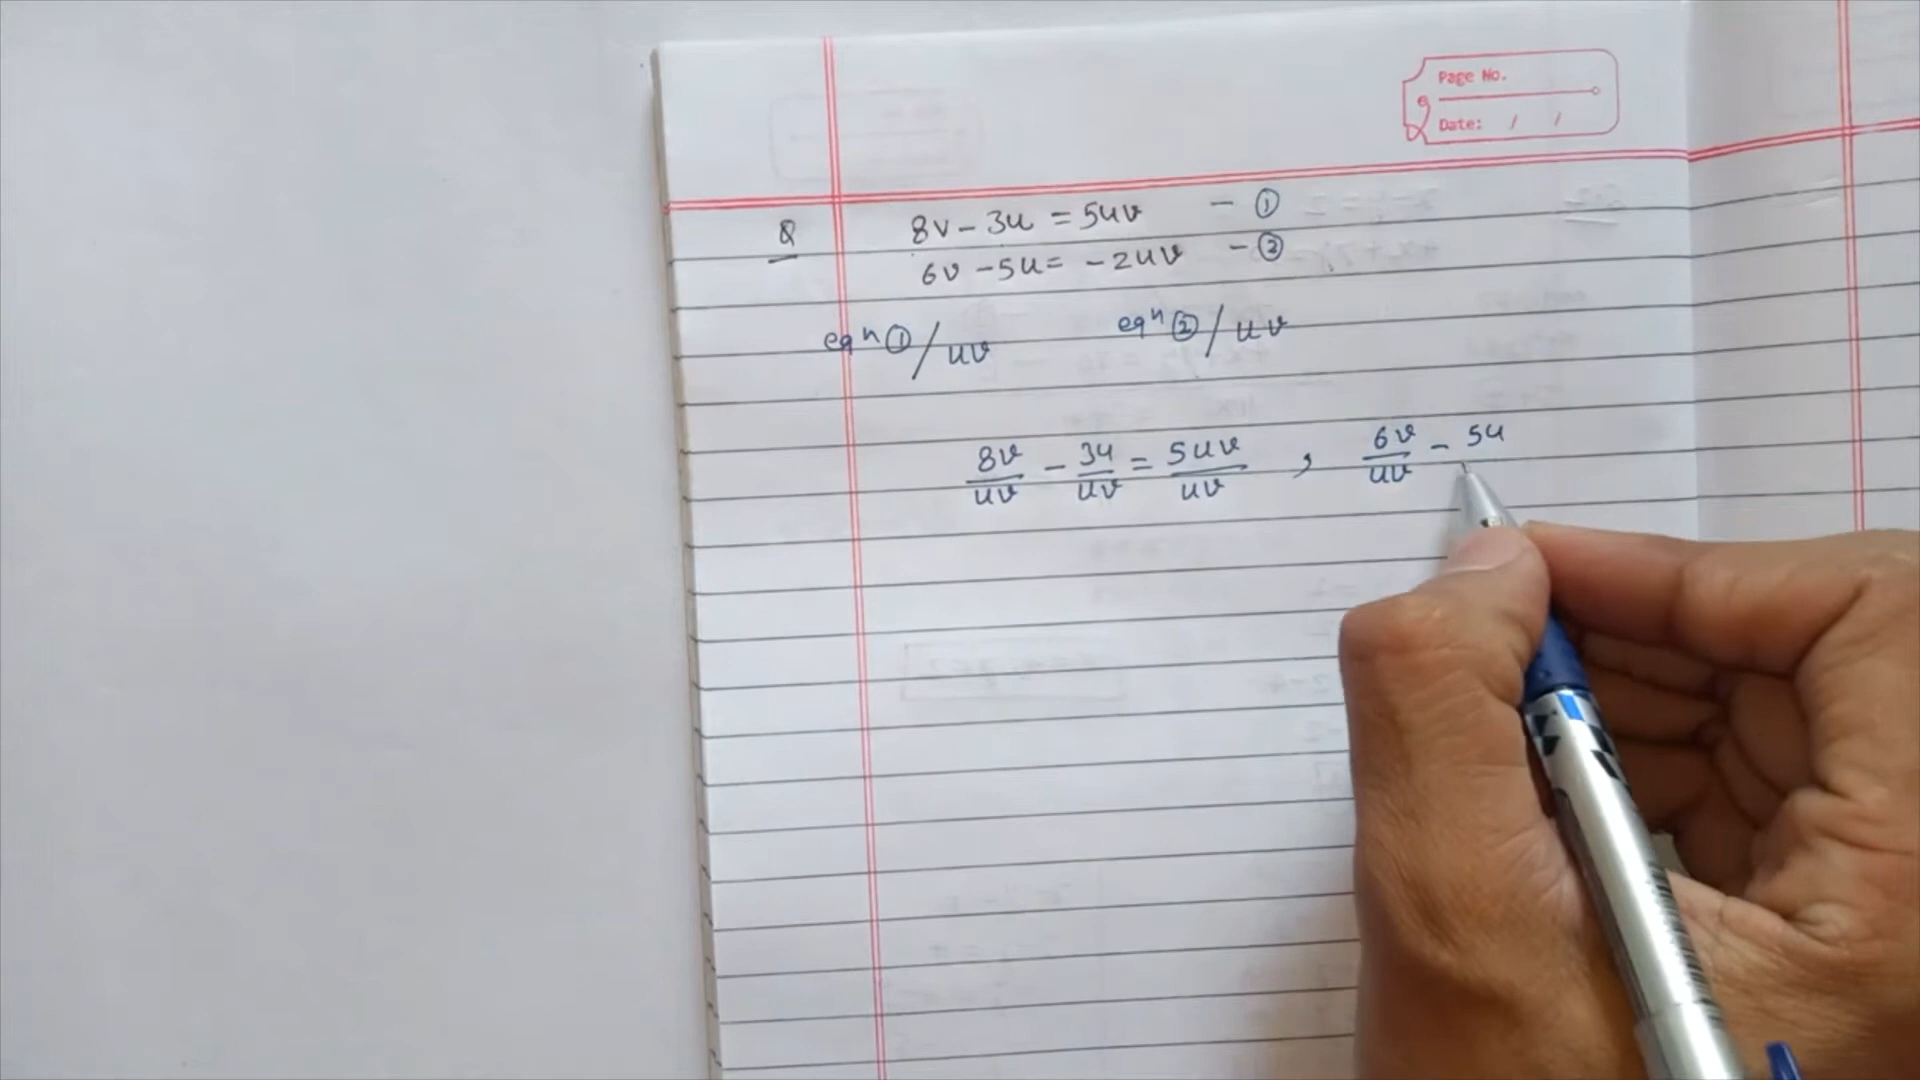 Page No.
Date: / /
Q 8v - 3u = 5uv - ①
6v - 5u = -2uv - ②
eqⁿ ① / uv eqⁿ ② / uv
8v/uv - 3u/uv = 5uv/uv , 6v/uv - 5u